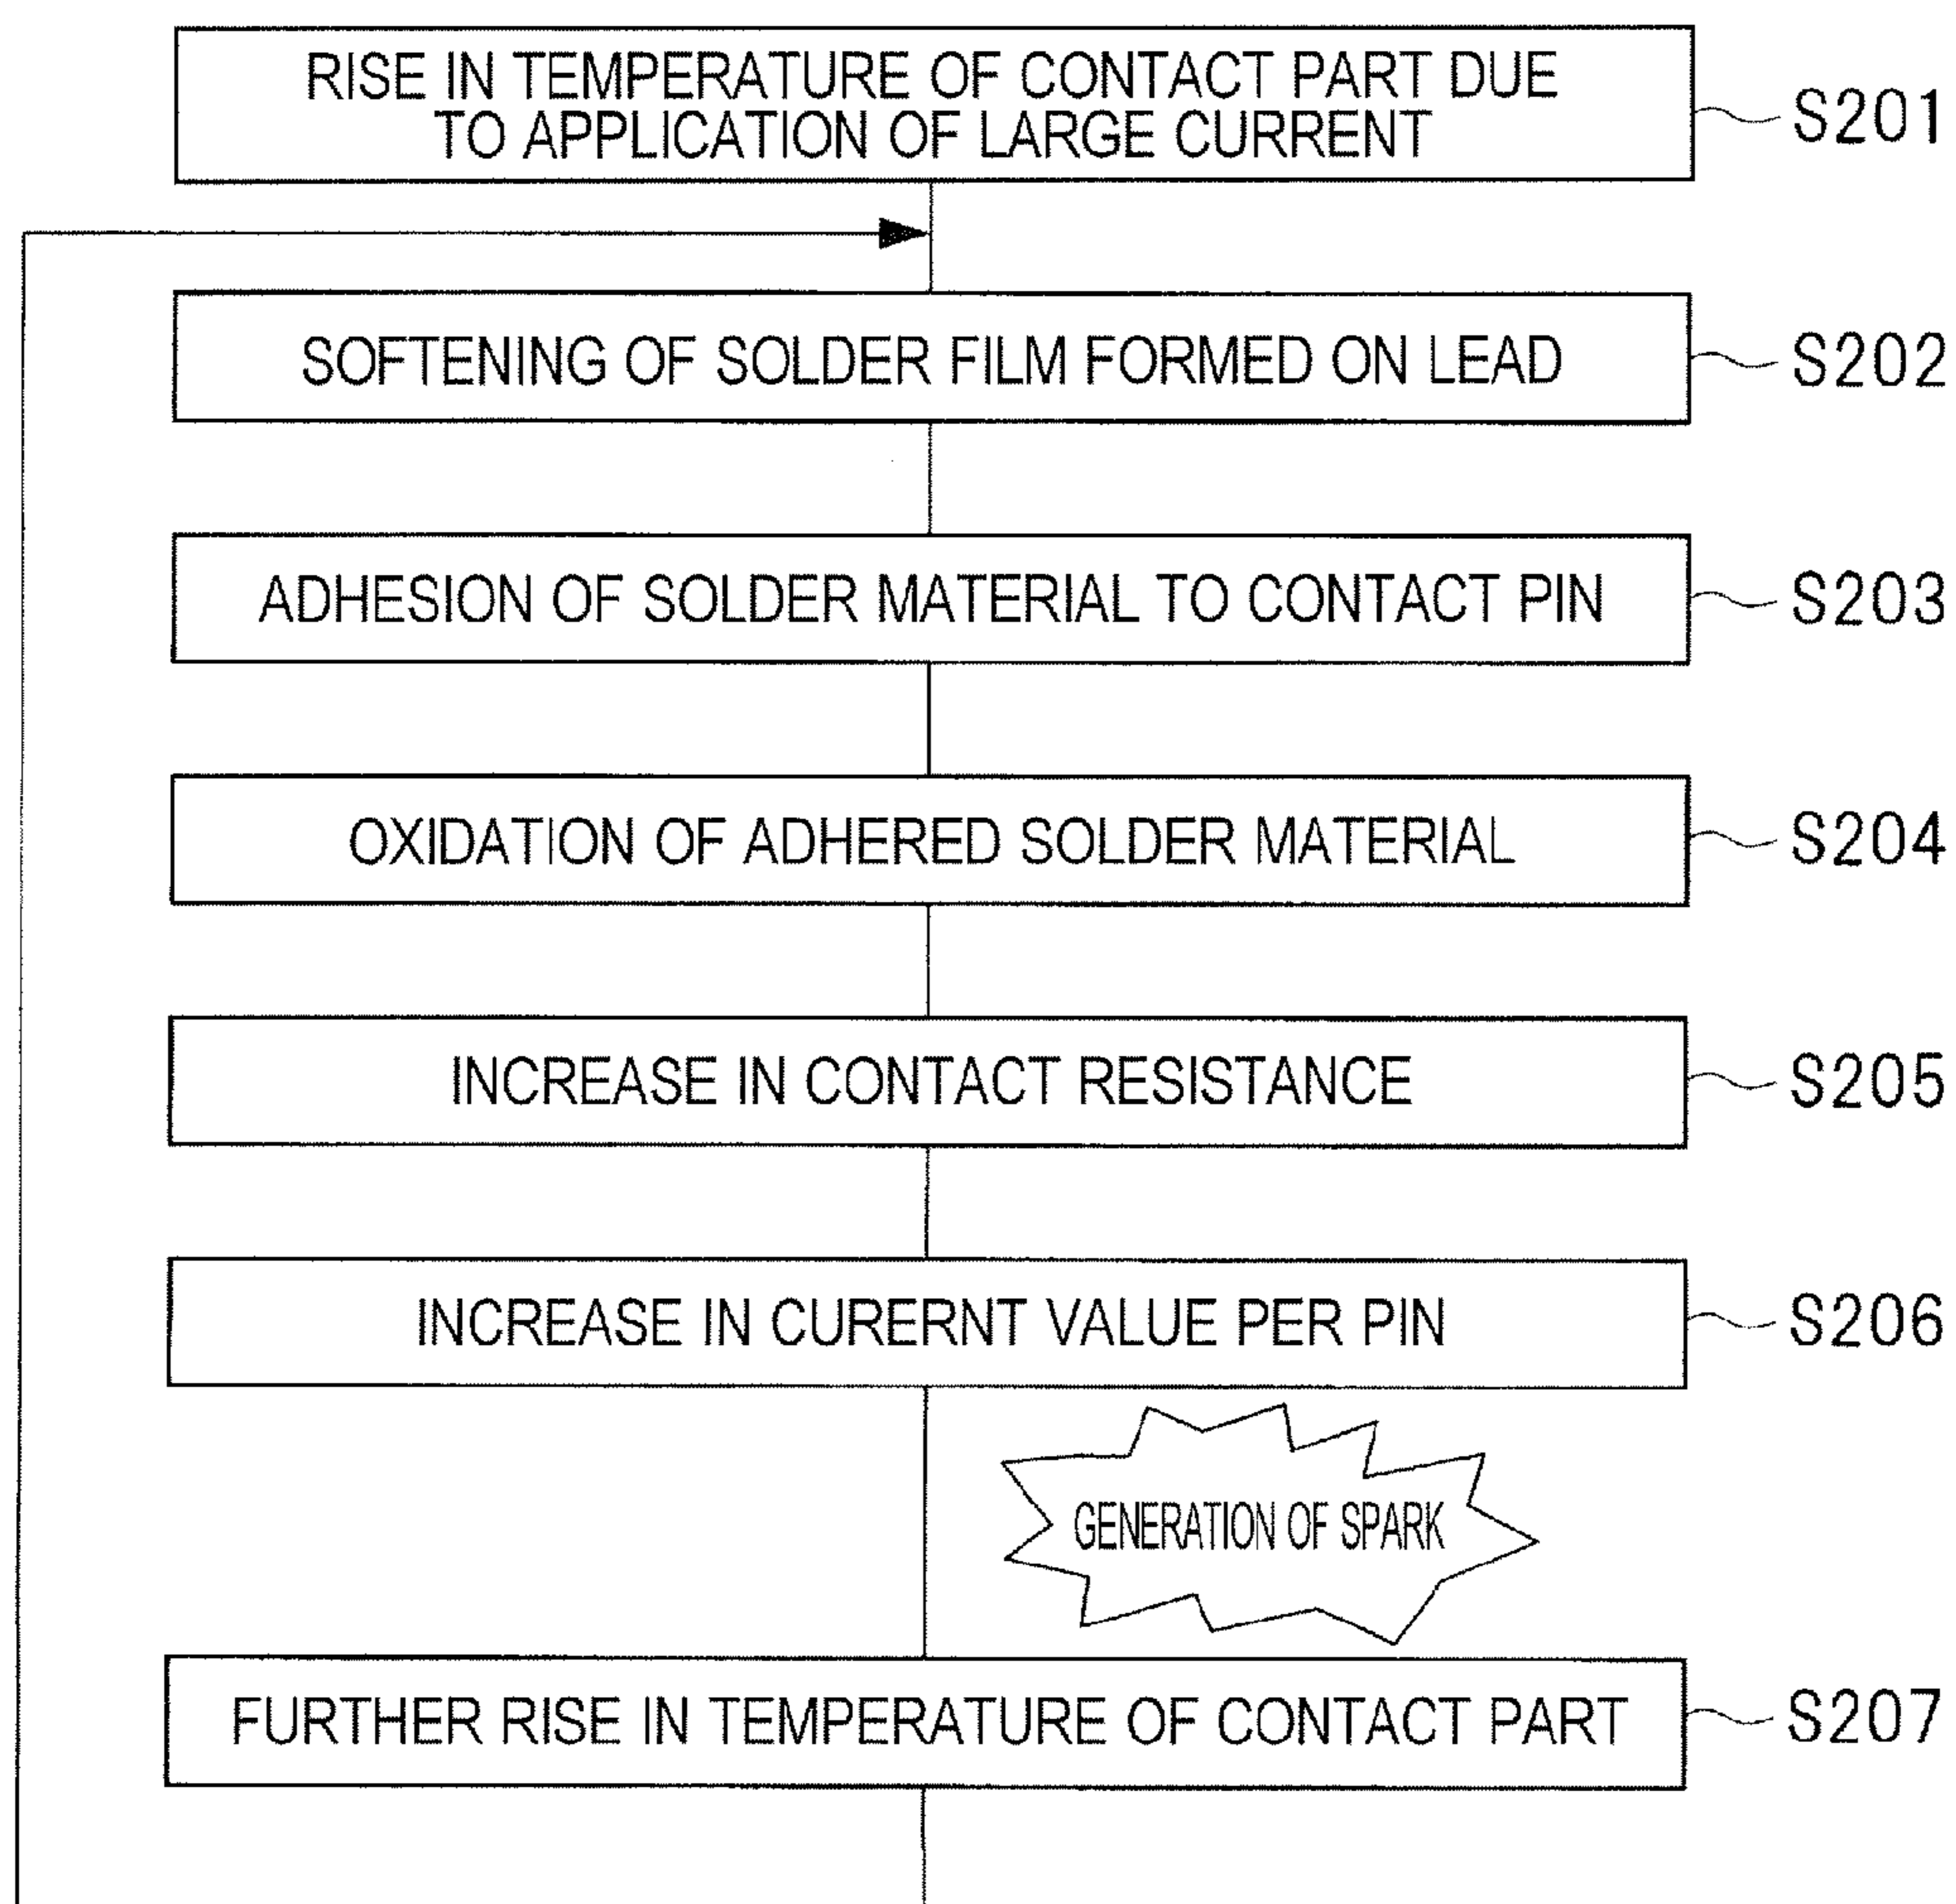 RISE IN TEMPERATURE OF CONTACT PART DUE
TO APPLICATION OF LARGE CURRENT
S201
SOFTENING OF SOLDER FILM FORMED ON LEAD
S202
ADHESION OF SOLDER MATERIAL TO CONTACT PIN
S203
OXIDATION OF ADHERED SOLDER MATERIAL
S204
INCREASE IN CONTACT RESISTANCE
S205
INCREASE IN CURERNT VALUE PER PIN
S206
GENERATION OF SPARK
FURTHER RISE IN TEMPERATURE OF CONTACT PART
S207